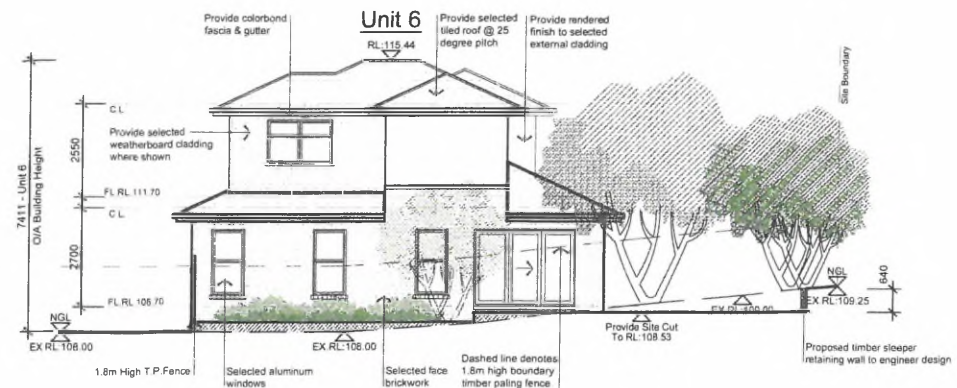 Unit 6
Provide colorbond
fascia & gutter
RL:115.44
Provide selected
tiled roof @ 25
degree pitch
Provide rendered
finish to selected
external cladding
Site Boundary
C.L.
Provide selected
weatherboard cladding
where shown
2550
7411 - Unit 6
O/A Building Height
FL.RL.111.70
C.L.
2700
FL.RL.108.70
NGL
EX RL:108.00
EX RL:108.00
640
NGL
EX RL:109.25
EX RL:109.00
Provide Site Cut
To RL:108.53
1.8m High T.P.Fence
Selected aluminum
windows
Selected face
brickwork
Dashed line denotes
1.8m high boundary
timber paling fence
Proposed timber sleeper
retaining wall to engineer design